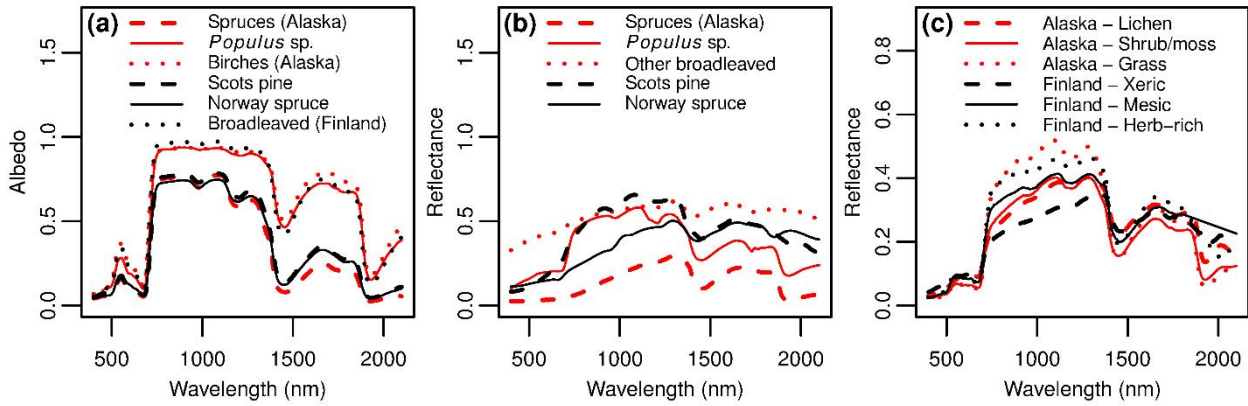 (a)
Spruces (Alaska)
Populus sp.
Birches (Alaska)
Scots pine
Norway spruce
Broadleaved (Finland)
Albedo
1.5
1.0
0.5
0.0
500 1000 1500 2000
Wavelength (nm)
(b)
Spruces (Alaska)
Populus sp.
Other broadleaved
Scots pine
Norway spruce
Reflectance
1.5
1.0
0.5
0.0
500 1000 1500 2000
Wavelength (nm)
(c)
Alaska – Lichen
Alaska – Shrub/moss
Alaska – Grass
Finland – Xeric
Finland – Mesic
Finland – Herb-rich
Reflectance
0.8
0.6
0.4
0.2
0.0
500 1000 1500 2000
Wavelength (nm)